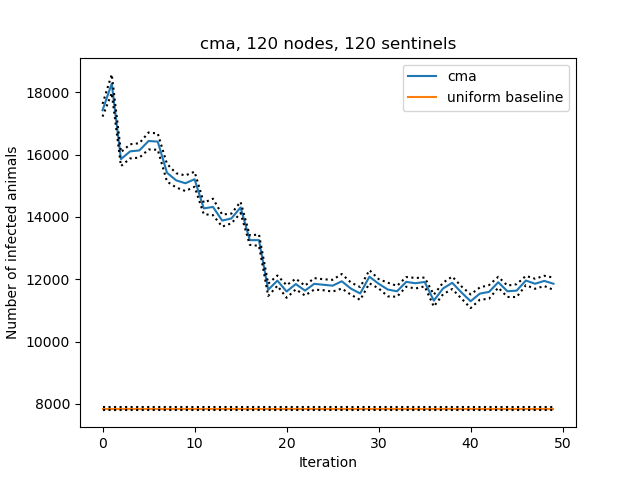 cma, 120 nodes, 120 sentinels
cma
uniform baseline
Number of infected animals
18000
16000
14000
12000
10000
8000
0 10 20 30 40 50
Iteration